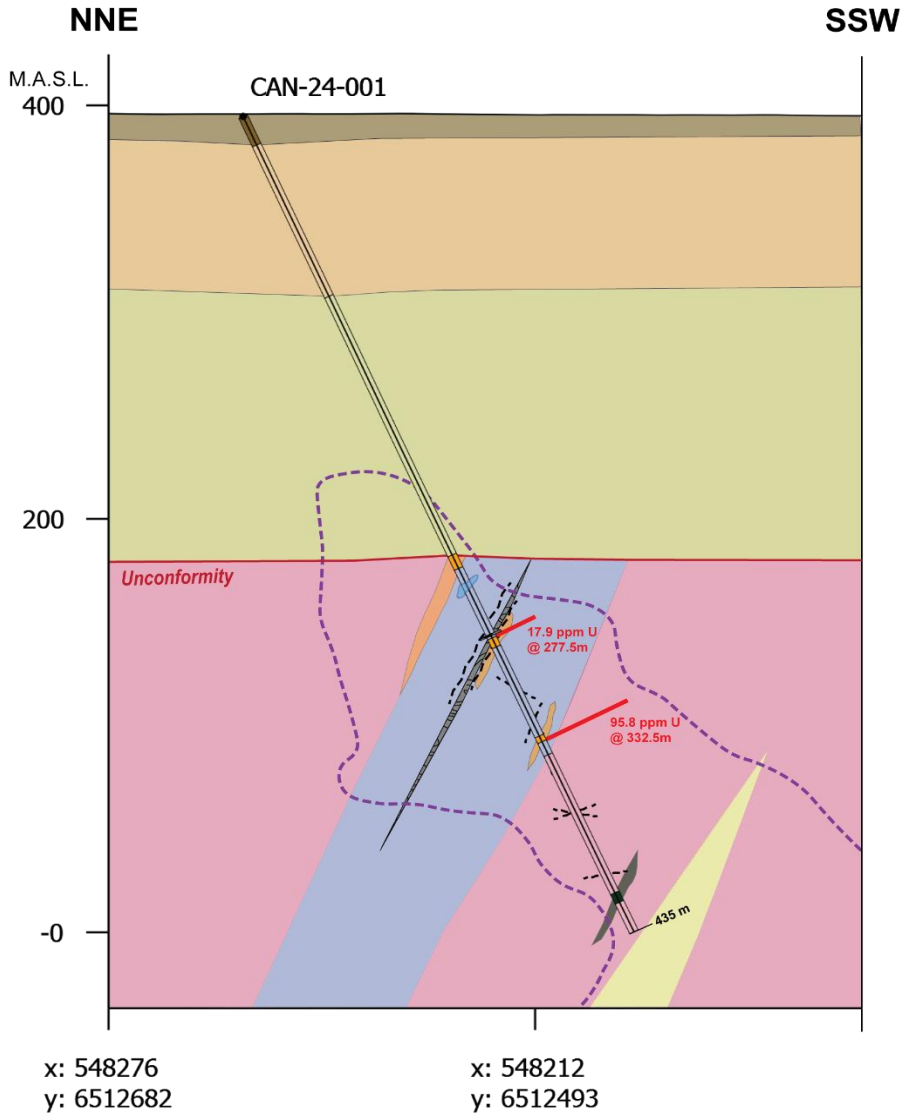 NNE
SSW
M.A.S.L.
CAN-24-001
400
200
Unconformity
17.9 ppm U
@ 277.5m
95.8 ppm U
@ 332.5m
435 m
-0
x: 548276
y: 6512682
x: 548212
y: 6512493